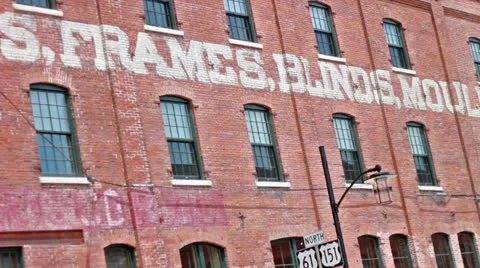 S, FRAMES, BLINDS, MOUL
NORTH
61 151